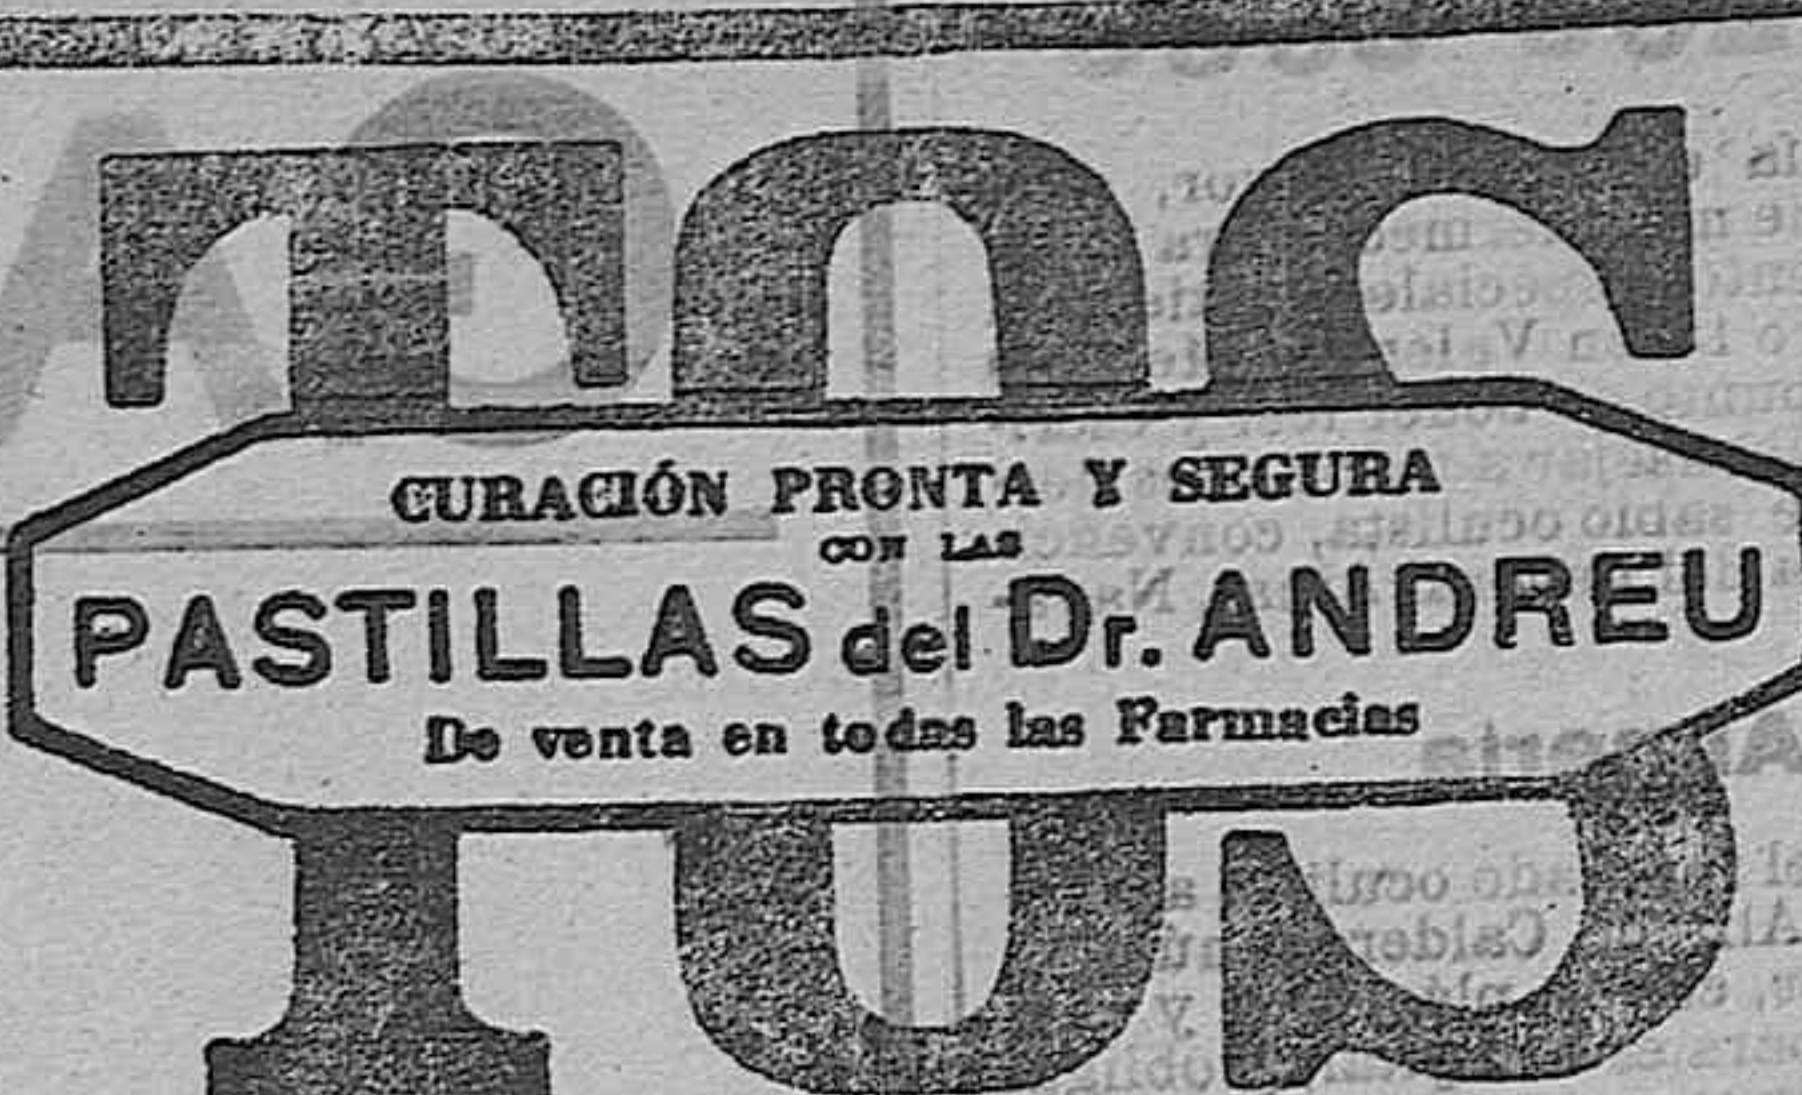 TOS
CURACIÓN PRONTA Y SEGURA
CON LAS
PASTILLAS del Dr. ANDREU
De venta en todas las Farmacias